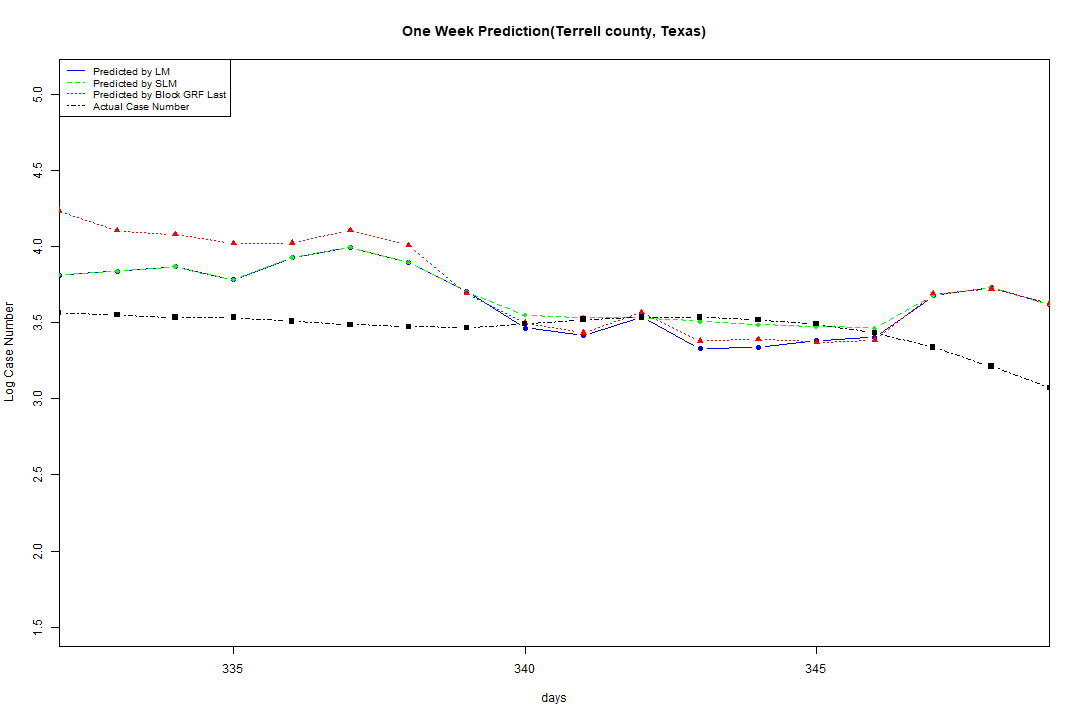 One Week Prediction(Terrell county, Texas)
Predicted by LM
Predicted by SLM
Predicted by Block GRF Last
Actual Case Number
5.0
4.5
4.0
3.5
3.0
2.5
2.0
1.5
Log Case Number
335
340
345
days